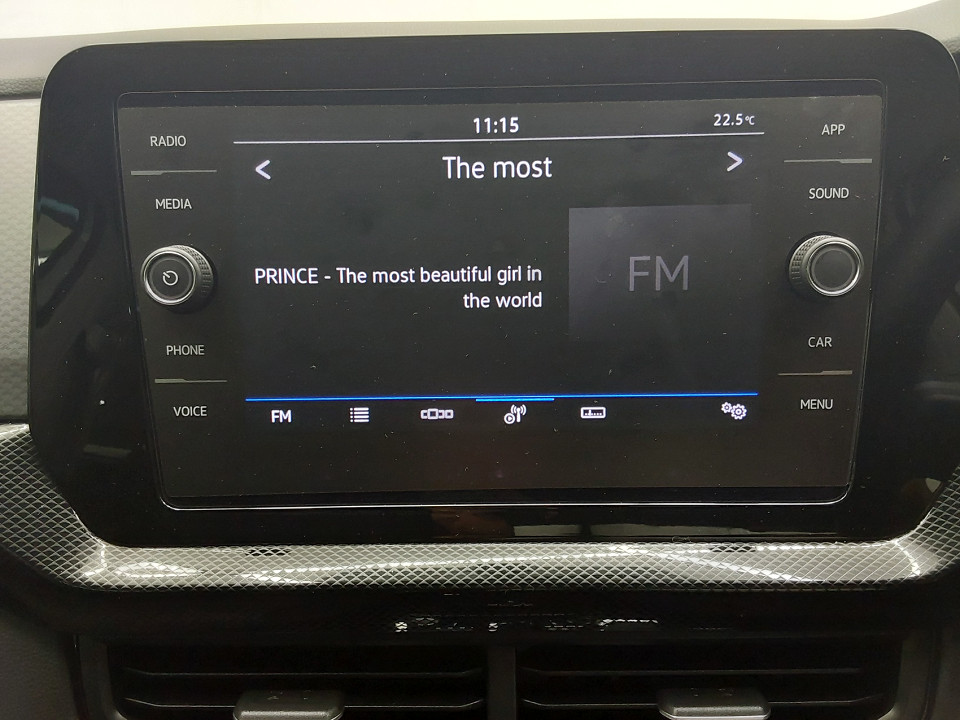 11:15
22.5°C
RADIO
APP
<
The most
>
MEDIA
SOUND
PRINCE - The most beautiful girl in
the world
FM
PHONE
CAR
VOICE
FM
MENU